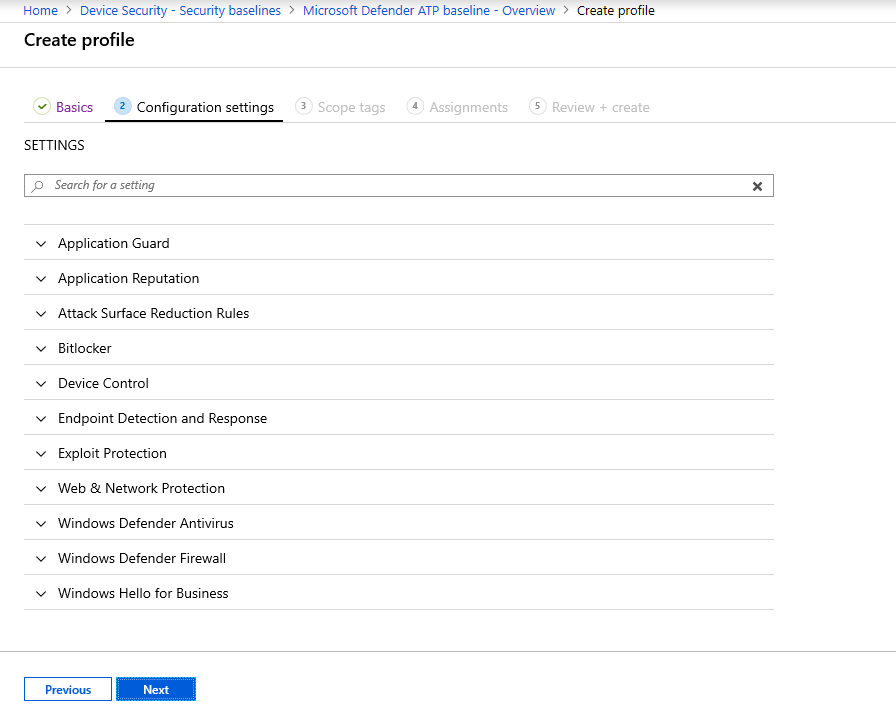 Home > Device Security - Security baselines > Microsoft Defender ATP baseline - Overview > Create profile
Create profile
Basics 2 Configuration settings 3 Scope tags 4 Assignments 5 Review + create
SETTINGS
Search for a setting
Application Guard
Application Reputation
Attack Surface Reduction Rules
Bitlocker
Device Control
Endpoint Detection and Response
Exploit Protection
Web & Network Protection
Windows Defender Antivirus
Windows Defender Firewall
Windows Hello for Business
Previous Next